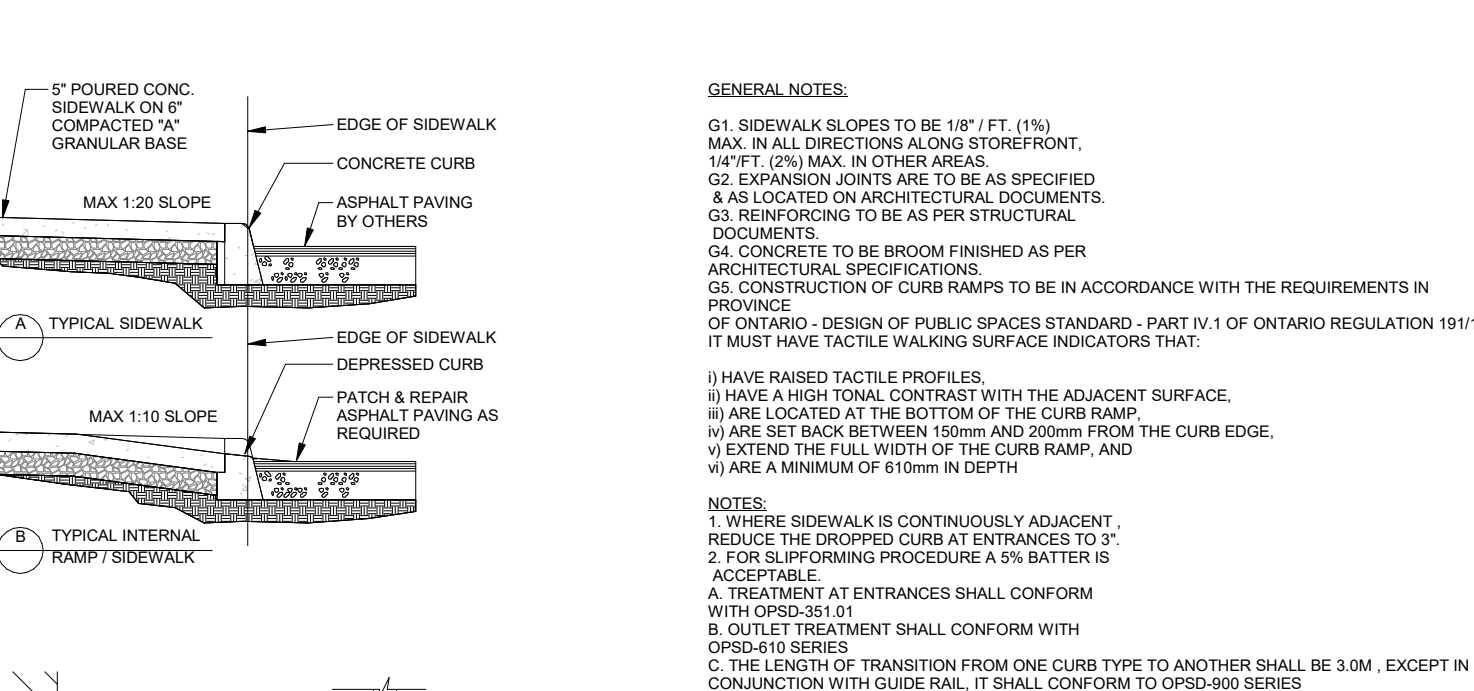 5" POURED CONC.
SIDEWALK ON 6"
COMPACTED "A"
GRANULAR BASE
EDGE OF SIDEWALK
CONCRETE CURB
MAX 1:20 SLOPE
ASPHALT PAVING
BY OTHERS
A
TYPICAL SIDEWALK
EDGE OF SIDEWALK
DEPRESSED CURB
PATCH & REPAIR
ASPHALT PAVING AS
REQUIRED
MAX 1:10 SLOPE
B
TYPICAL INTERNAL
RAMP / SIDEWALK
GENERAL NOTES:
G1. SIDEWALK SLOPES TO BE 1/8" / FT. (1%)
MAX. IN ALL DIRECTIONS ALONG STOREFRONT,
1/4"/FT. (2%) MAX. IN OTHER AREAS.
G2. EXPANSION JOINTS ARE TO BE AS SPECIFIED
& AS LOCATED ON ARCHITECTURAL DOCUMENTS.
G3. REINFORCING TO BE AS PER STRUCTURAL
DOCUMENTS.
G4. CONCRETE TO BE BROOM FINISHED AS PER
ARCHITECTURAL SPECIFICATIONS.
G5. CONSTRUCTION OF CURB RAMPS TO BE IN ACCORDANCE WITH THE REQUIREMENTS IN
PROVINCE
OF ONTARIO - DESIGN OF PUBLIC SPACES STANDARD - PART IV.1 OF ONTARIO REGULATION
IT MUST HAVE TACTILE WALKING SURFACE INDICATORS THAT:
i) HAVE RAISED TACTILE PROFILES,
ii) HAVE A HIGH TONAL CONTRAST WITH THE ADJACENT SURFACE,
iii) ARE LOCATED AT THE BOTTOM OF THE CURB RAMP,
iv) ARE SET BACK BETWEEN 150mm AND 200mm FROM THE CURB EDGE,
v) EXTEND THE FULL WIDTH OF THE CURB RAMP, AND
vi) ARE A MINIMUM OF 610mm IN DEPTH
NOTES:
1. WHERE SIDEWALK IS CONTINUOUSLY ADJACENT ,
REDUCE THE DROPPED CURB AT ENTRANCES TO 3".
2. FOR SLIPFORMING PROCEDURE A 5% BATTER IS
ACCEPTABLE.
A. TREATMENT AT ENTRANCES SHALL CONFORM
WITH OPSD-351.01
B. OUTLET TREATMENT SHALL CONFORM WITH
OPSD-610 SERIES
C. THE LENGTH OF TRANSITION FROM ONE CURB TYPE TO ANOTHER SHALL BE 3.0M , EXCEPT IN
CONJUNCTION WITH GUIDE RAIL, IT SHALL CONFORM TO OPSD-900 SERIES